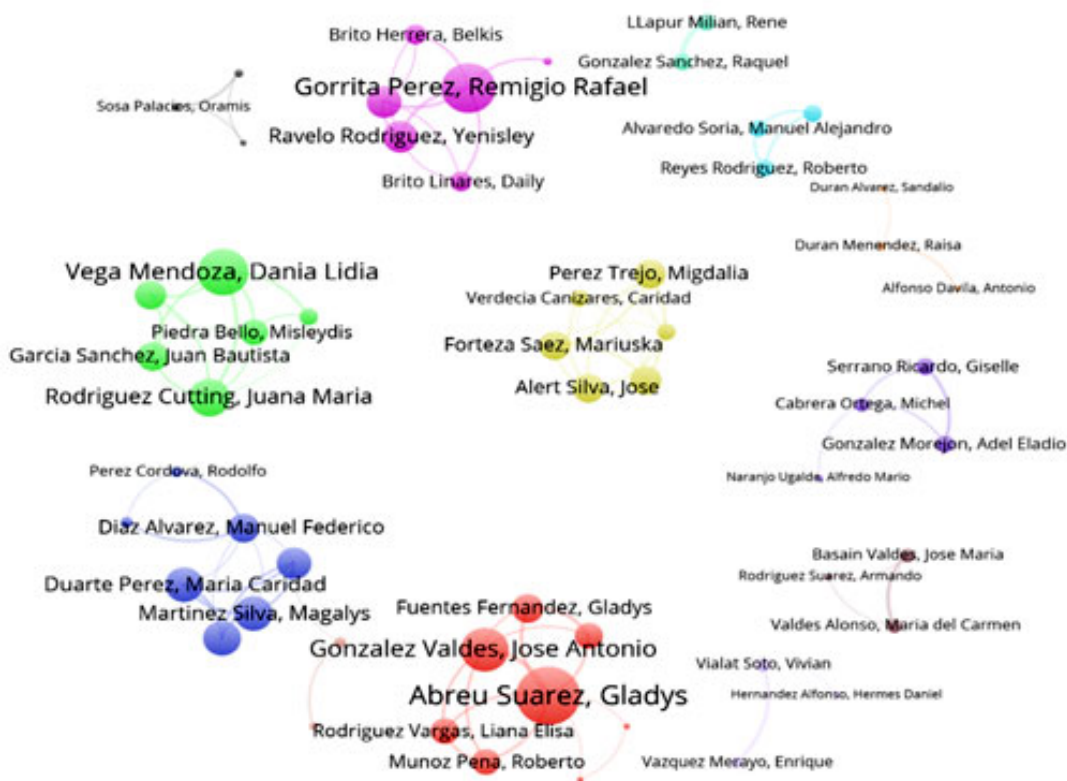 LLapur Milian, Rene
Brito Herrera, Belkis
Gonzalez Sanchez, Raquel
Gorrita Perez, Remigio Rafael
Sosa Palacios, Oramis
Alvaredo Soria, Manuel Alejandro
Ravelo Rodriguez, Yenisley
Reyes Rodriguez, Roberto
Brito Linares, Daily
Duran Alvarez, Sandalio
Duran Menendez, Raisa
Vega Mendoza, Dania Lidia
Perez Trejo, Migdalia
Alfonso Davila, Antonio
Verdecia Canizares, Caridad
Piedra Bello, Misleydis
Forteza Saez, Mariuska
Garcia Sanchez, Juan Bautista
Serrano Ricardo, Giselle
Alert Silva, Jose
Rodriguez Cutting, Juana Maria
Cabrera Ortega, Michel
Gonzalez Morejon, Adel Eladio
Perez Cordova, Rodolfo
Naranjo Ugalde, Alfredo Mario
Diaz Alvarez, Manuel Federico
Basain Valdes, Jose Maria
Rodriguez Suarez, Armando
Duarte Perez, Maria Caridad
Fuentes Fernandez, Gladys
Martinez Silva, Magalys
Valdes Alonso, Maria del Carmen
Gonzalez Valdes, Jose Antonio
Vialat Soto, Vivian
Abreu Suarez, Gladys
Hernandez Alfonso, Hermes Daniel
Rodriguez Vargas, Liana Elisa
Munoz Pena, Roberto
Vazquez Merayo, Enrique